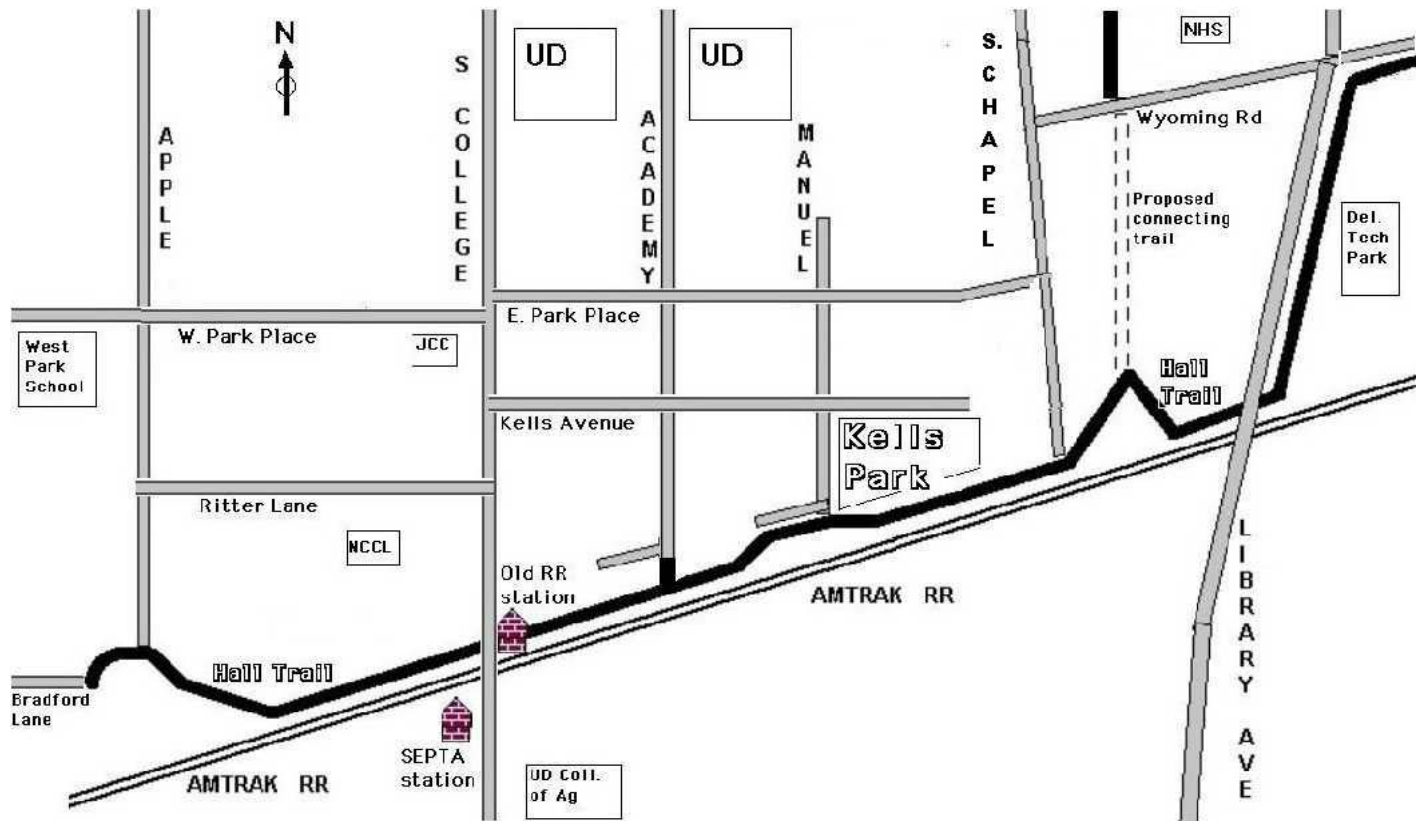 N
UD
UD
NHS
S COLLEGE
S. CHAPEL
APPLE
ACADEMY
MANUEL
Wyoming Rd
Proposed
connecting
trail
Del.
Tech
Park
E. Park Place
W. Park Place
West
Park
School
JCC
Hall
Trail
Kells Avenue
Kells
Park
Ritter Lane
NCCL
Old RR
station
AMTRAK RR
LIBRARY AVE
Hall Trail
Bradford
Lane
SEPTA
station
AMTRAK RR
UD Coll.
of Ag